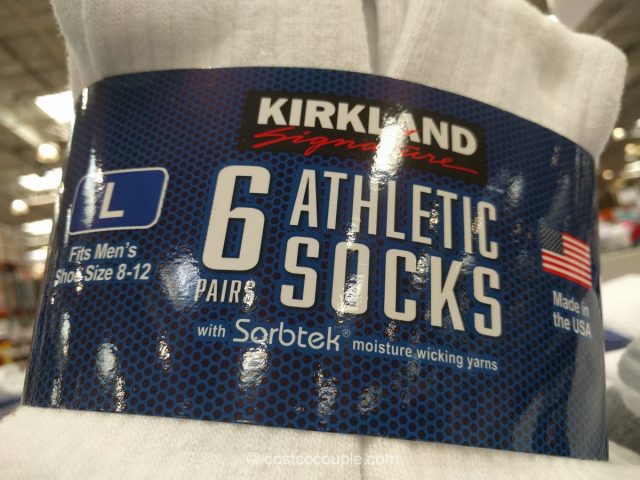 KIRKLAND
Signature
L
Fits Men's
Shoe Size 8-12
6
PAIRS
ATHLETIC
SOCKS
with Sorbtek® moisture wicking yarns
Made in
the USA
© costcocouple.com